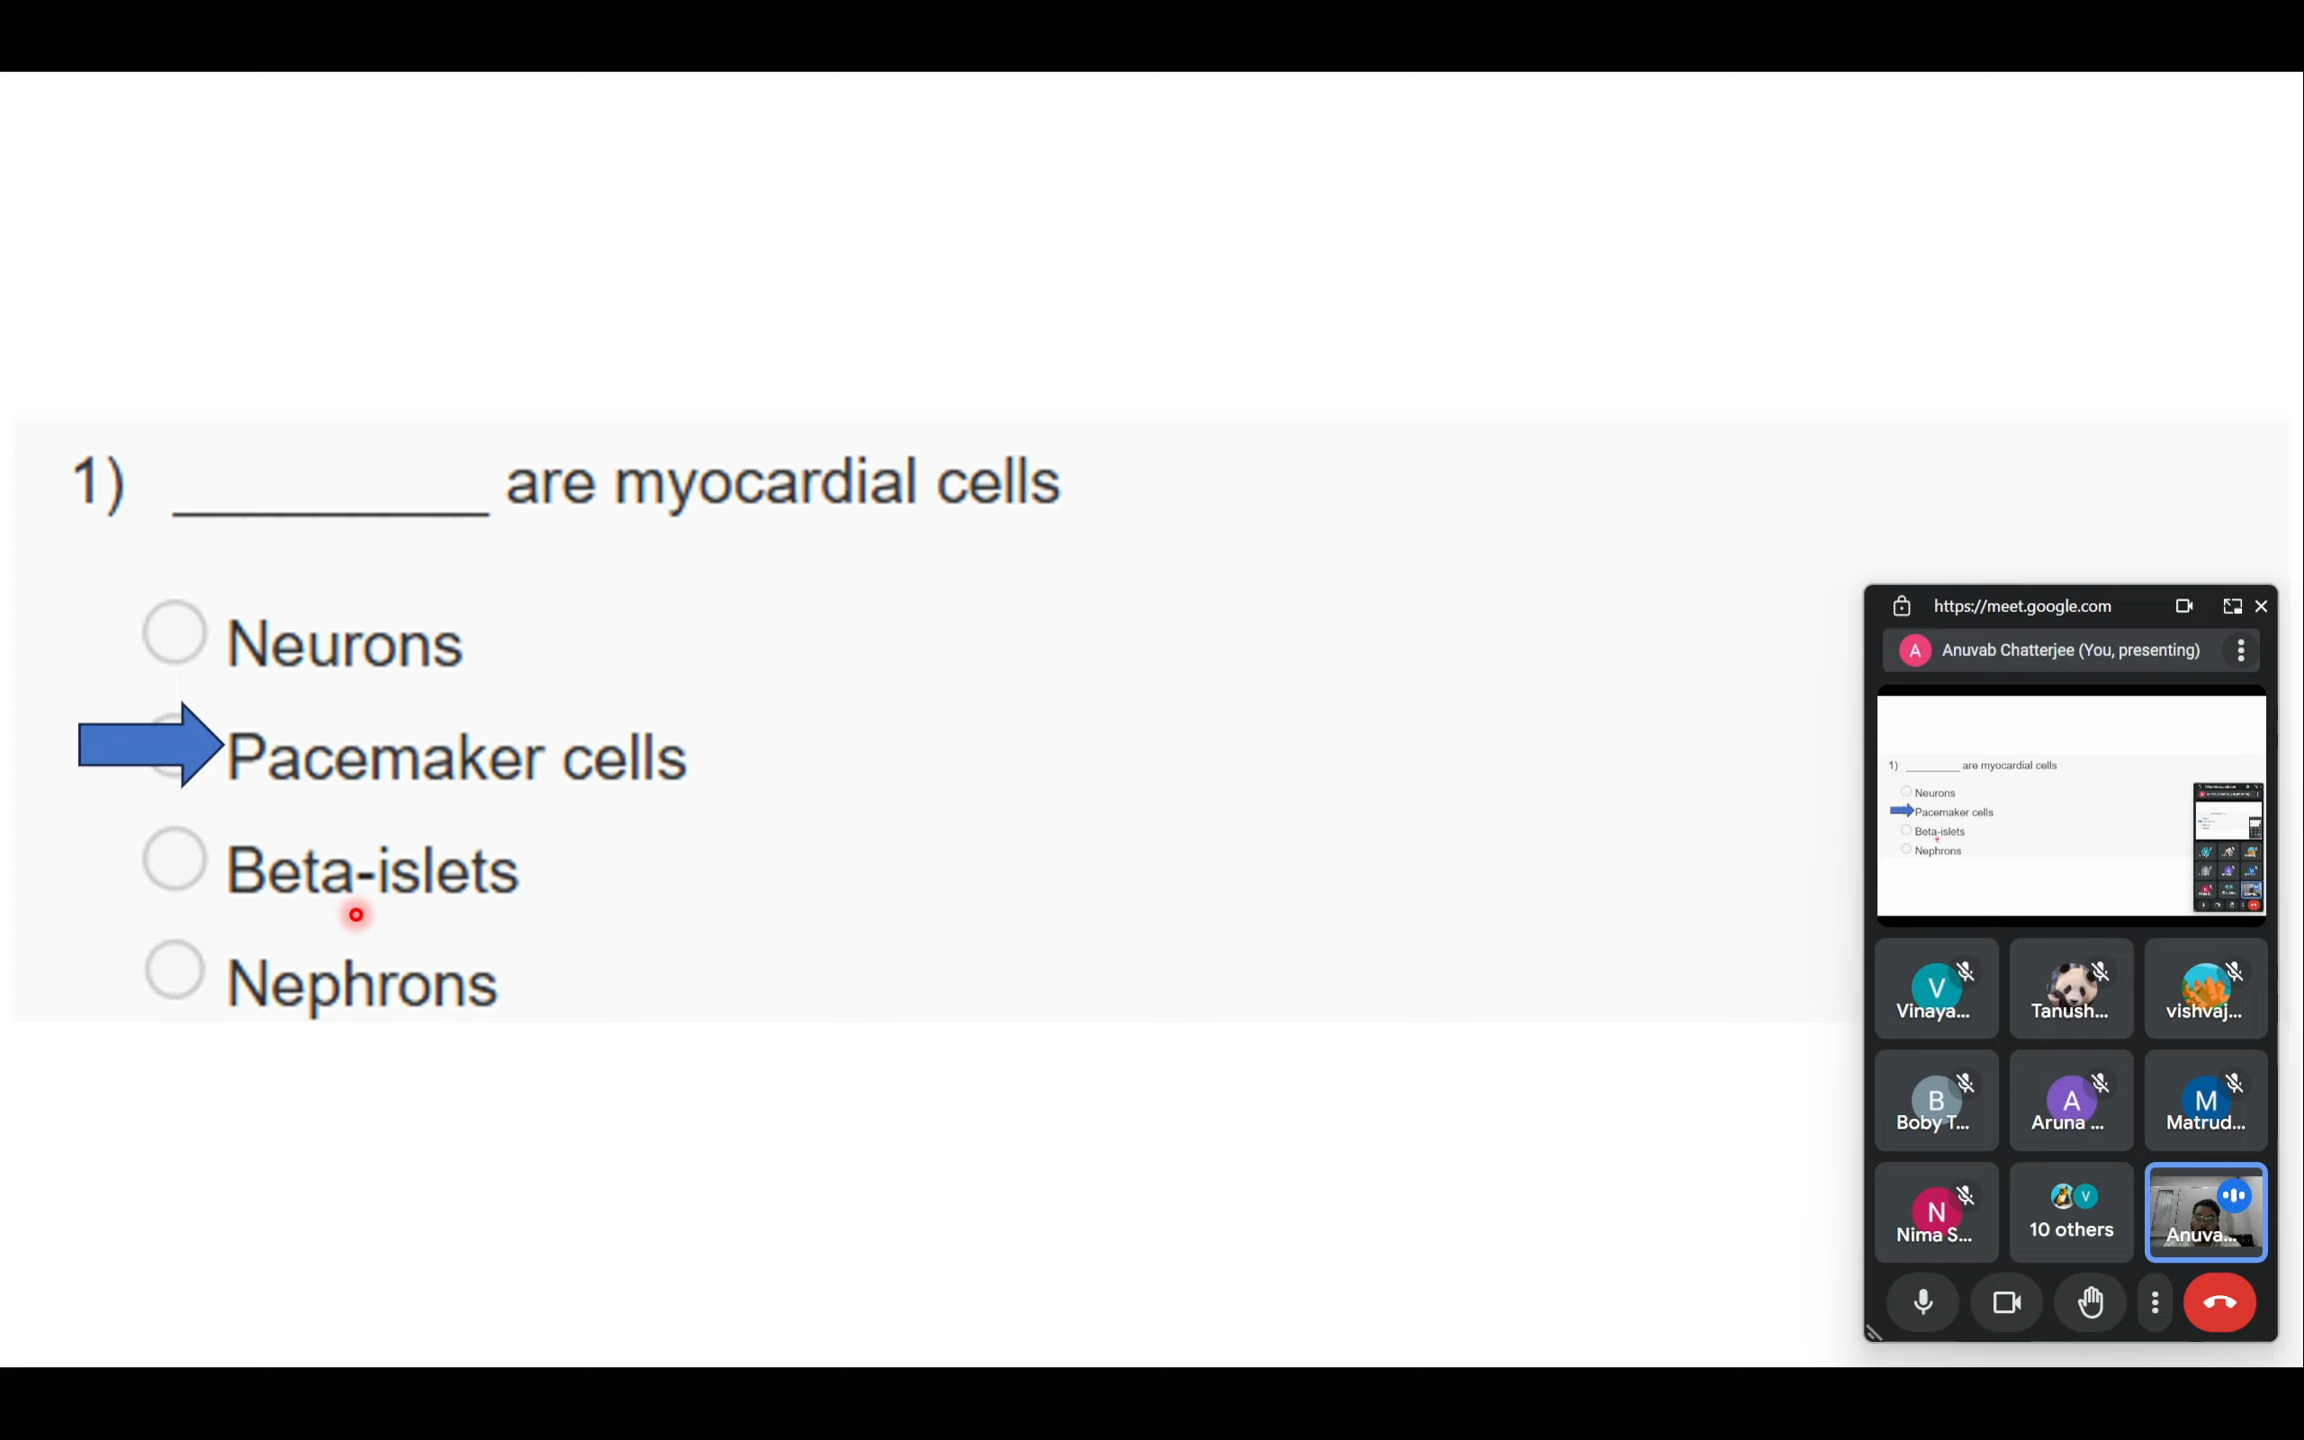 1) __________ are myocardial cells
Neurons
Pacemaker cells
Beta-islets
Nephrons
https://meet.google.com
A Anuvab Chatterjee (You, presenting)
1) __________ are myocardial cells
Neurons
Pacemaker cells
Beta-islets
Nephrons
V
Vinaya...
Tanush...
vishvaj...
B
Boby T...
A
Aruna ...
M
Matrud...
N
Nima S...
V
10 others
Anuva...